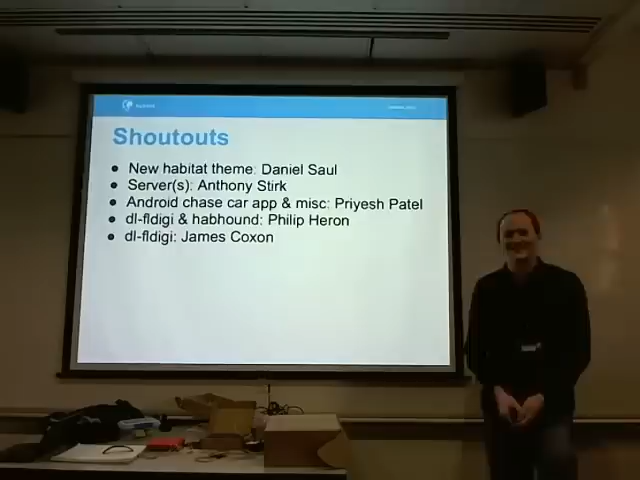 Shoutouts
● New habitat theme: Daniel Saul
● Server(s): Anthony Stirk
● Android chase car app & misc: Priyesh Patel
● dl-fldigi & habhound: Philip Heron
● dl-fldigi: James Coxon